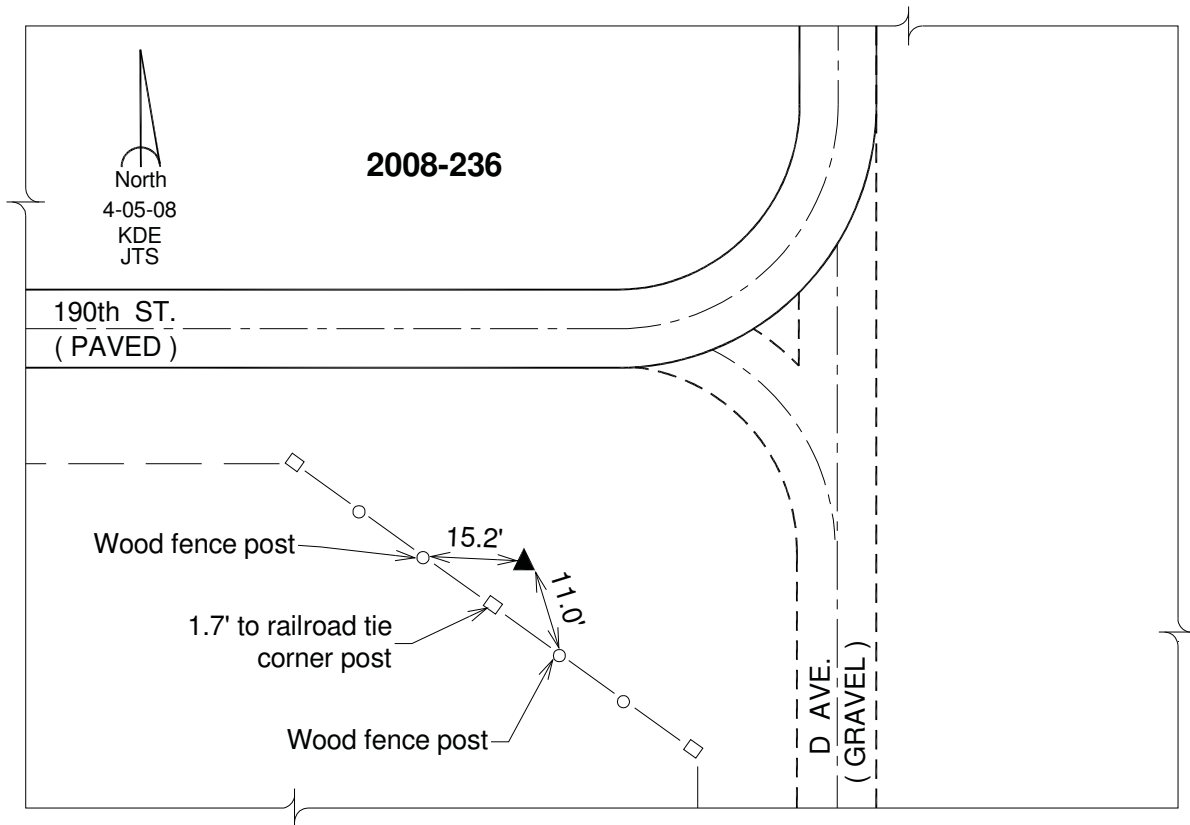 2008-236
North
4-05-08
KDE
JTS
190th ST.
( PAVED )
Wood fence post
15.2'
11.0'
1.7' to railroad tie
corner post
Wood fence post
D AVE.
( GRAVEL )